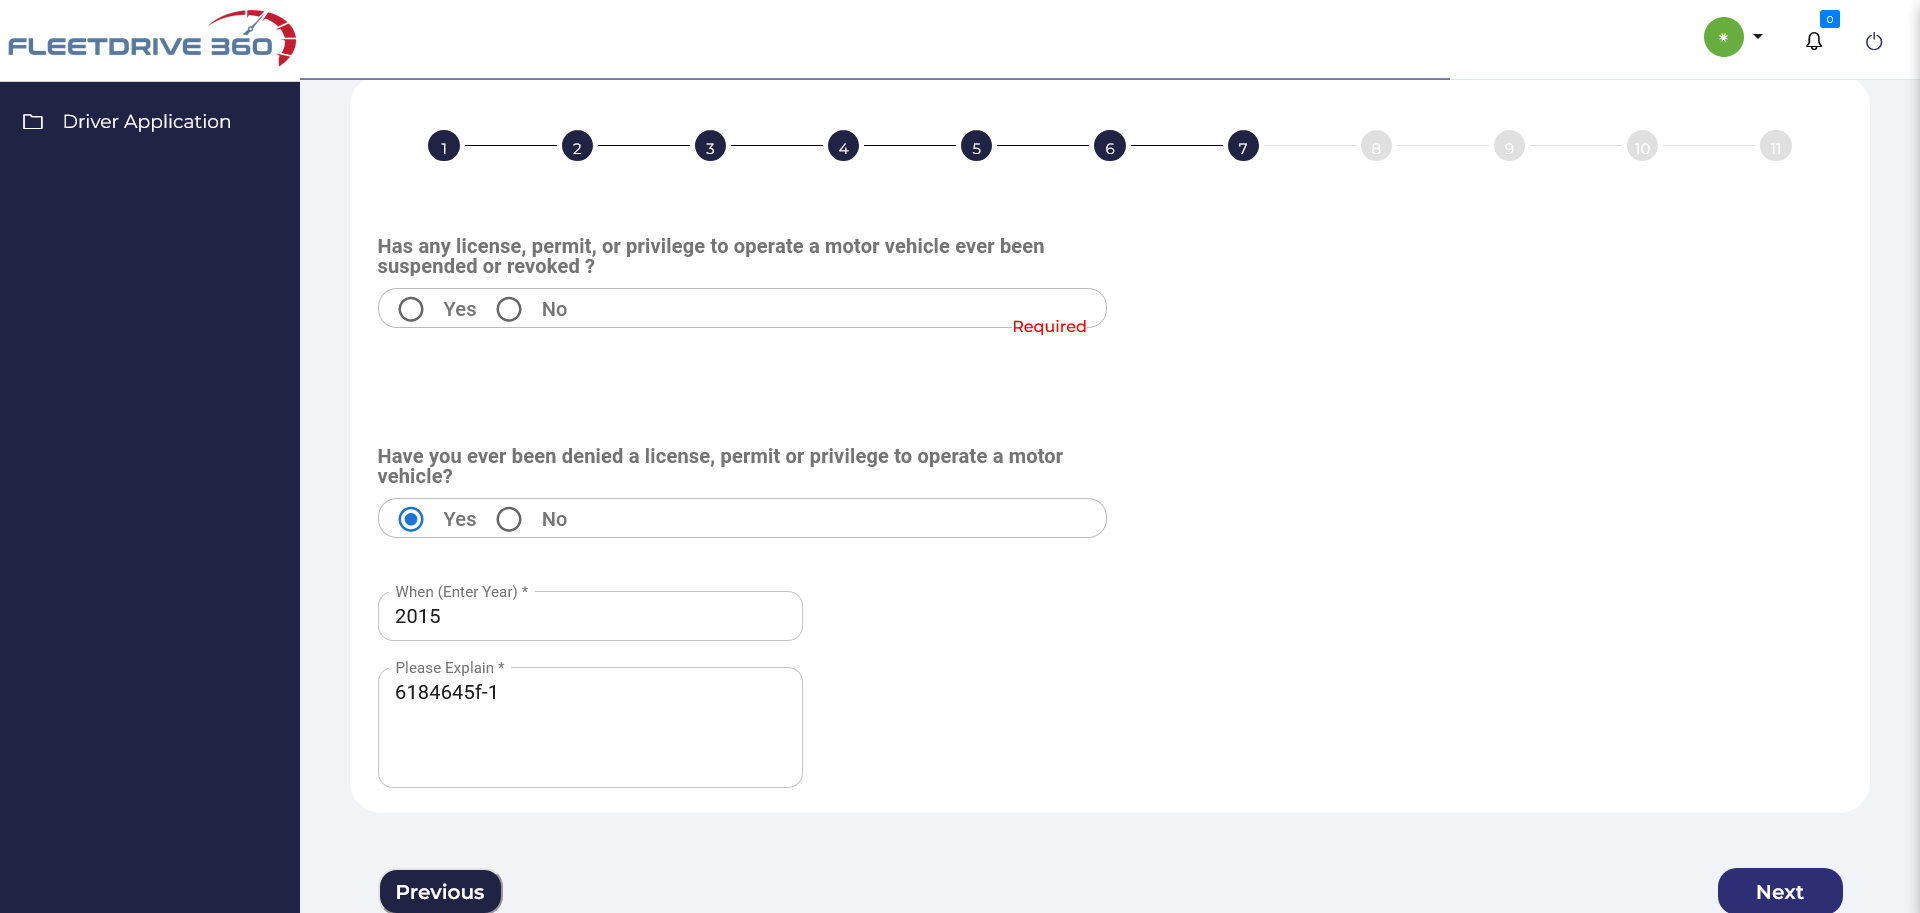 FLEETDRIVE 360
0
Driver Application
1 2 3 4 5 6 7 8 9 10 11
Has any license, permit, or privilege to operate a motor vehicle ever been
suspended or revoked ?
Yes No
Required
Have you ever been denied a license, permit or privilege to operate a motor
vehicle?
Yes No
When (Enter Year) *
2015
Please Explain *
6184645f-1
Previous Next